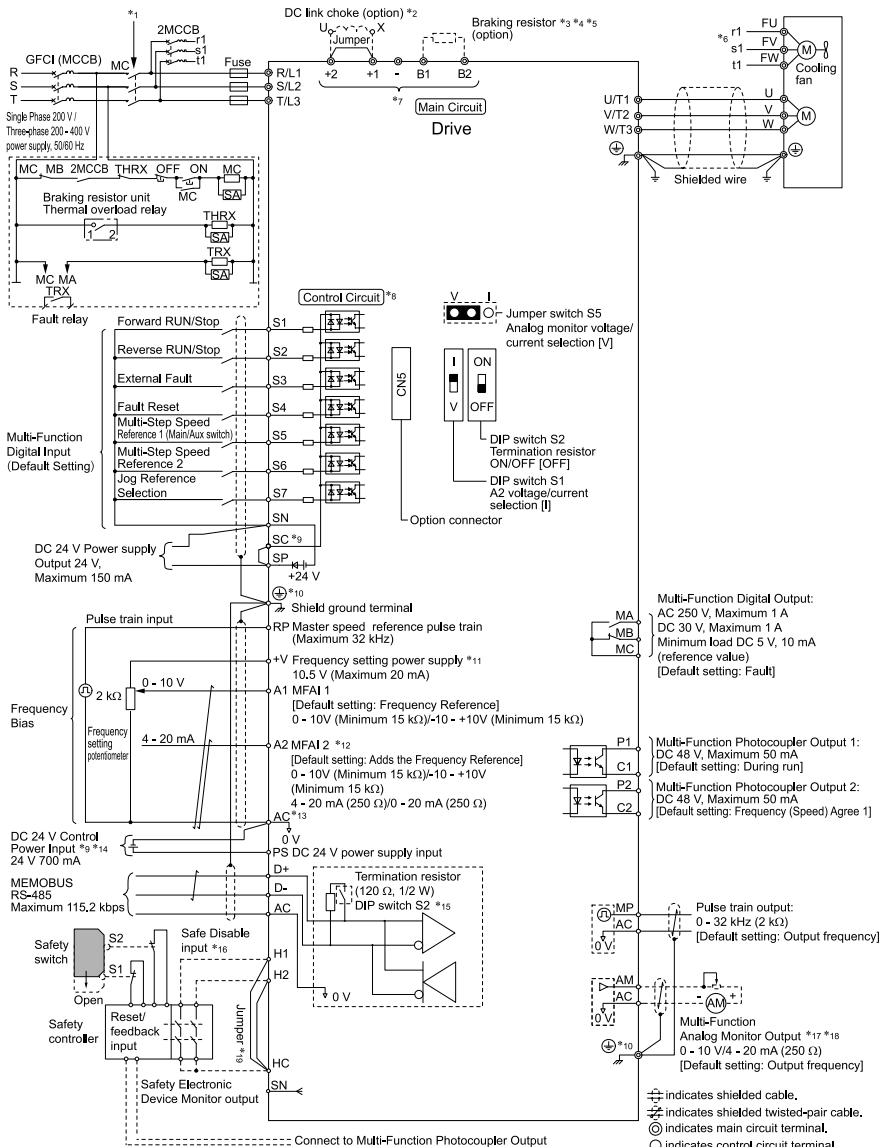 *1
2MCCB
r1
s1
t1
DC link choke (option) *2
U X
Jumper
+2 +1 - B1 B2
*7
Braking resistor *3 *4 *5
(option)
Main Circuit
Drive
GFCI (MCCB)
MC
Fuse
R
S
T
R/L1
S/L2
T/L3
Single Phase 200 V /
Three-phase 200 - 400 V
power supply, 50/60 Hz
*6
r1
s1
t1
FU
FV
FW
M
Cooling
fan
U/T1
V/T2
W/T3
U
V
W
M
Shielded wire
MC MB 2MCCB THRX OFF ON MC
MC
SA
Braking resistor unit
Thermal overload relay
1 2
THRX
SA
TRX
SA
MC MA
TRX
Fault relay
Control Circuit *8
Multi-Function
Digital Input
(Default Setting)
Forward RUN/Stop
S1
Reverse RUN/Stop
S2
External Fault
S3
Fault Reset
S4
Multi-Step Speed
Reference 1 (Main/Aux switch)
S5
Multi-Step Speed
Reference 2
S6
Jog Reference
Selection
S7
SN
SC *9
SP
+24 V
DC 24 V Power supply
Output 24 V,
Maximum 150 mA
CN5
Option connector
V I
Jumper switch S5
Analog monitor voltage/
current selection [V]
I
V
ON
OFF
DIP switch S2
Termination resistor
ON/OFF [OFF]
DIP switch S1
A2 voltage/current
selection [I]
*10
Shield ground terminal
Pulse train input
RP Master speed reference pulse train
(Maximum 32 kHz)
+V Frequency setting power supply *11
10.5 V (Maximum 20 mA)
Frequency
Bias
2 kΩ
0 - 10 V
Frequency
setting
potentiometer
A1 MFAI 1
[Default setting: Frequency Reference]
0 - 10V (Minimum 15 kΩ)/-10 - +10V (Minimum 15 kΩ)
4 - 20 mA
A2 MFAI 2 *12
[Default setting: Adds the Frequency Reference]
0 - 10V (Minimum 15 kΩ)/-10 - +10V
(Minimum 15 kΩ)
4 - 20 mA (250 Ω)/0 - 20 mA (250 Ω)
AC *13
0 V
DC 24 V Control
Power Input *9 *14
24 V 700 mA
PS DC 24 V power supply input
MEMOBUS
RS-485
Maximum 115.2 kbps
D+
D-
AC
0 V
Termination resistor
(120 Ω, 1/2 W)
DIP switch S2 *15
Safety
switch
S2
S1
Open
Safe Disable
input *16
H1
H2
Jumper *19
HC
Safety
controller
Reset/
feedback
input
Safety Electronic
Device Monitor output
SN
Connect to Multi-Function Photocoupler Output
MA
MB
MC
Multi-Function Digital Output:
AC 250 V, Maximum 1 A
DC 30 V, Maximum 1 A
Minimum load DC 5 V, 10 mA
(reference value)
[Default setting: Fault]
P1
C1
Multi-Function Photocoupler Output 1:
DC 48 V, Maximum 50 mA
[Default setting: During run]
P2
C2
Multi-Function Photocoupler Output 2:
DC 48 V, Maximum 50 mA
[Default setting: Frequency (Speed) Agree 1]
MP
AC
0 V
Pulse train output:
0 - 32 kHz (2 kΩ)
[Default setting: Output frequency]
AM
AC
0 V
- AM +
*10
Multi-Function
Analog Monitor Output *17 *18
0 - 10 V/4 - 20 mA (250 Ω)
[Default setting: Output frequency]
indicates shielded cable.
indicates shielded twisted-pair cable.
indicates main circuit terminal.
indicates control circuit terminal.